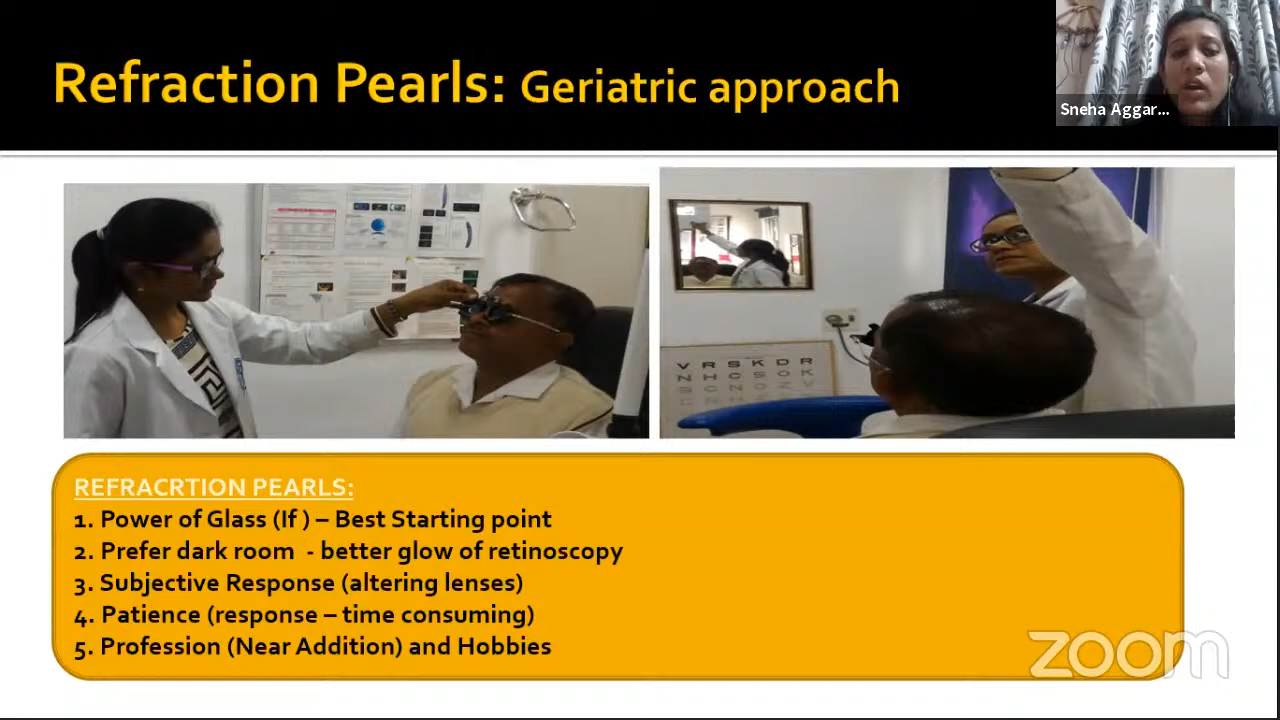 Refraction Pearls: Geriatric approach
Sneha Aggar...
V R S K D R
N H C S O K
REFRACRTION PEARLS:
1. Power of Glass (If ) – Best Starting point
2. Prefer dark room - better glow of retinoscopy
3. Subjective Response (altering lenses)
4. Patience (response – time consuming)
5. Profession (Near Addition) and Hobbies
zoom